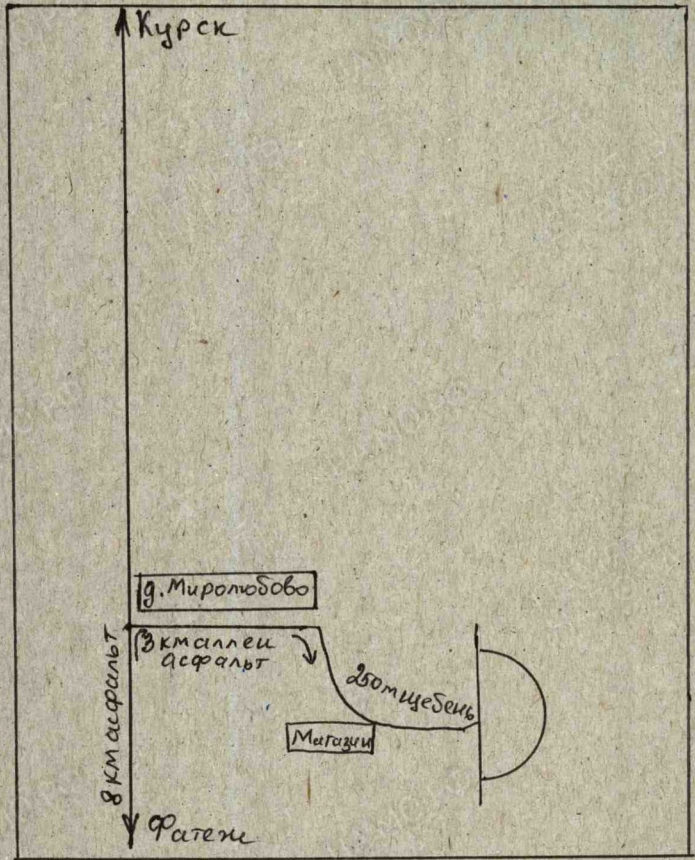 Курск
д. Миролюбово
3 км аллеи
асфальт
250 м щебень
Магазин
8 км асфальт
Фатеж